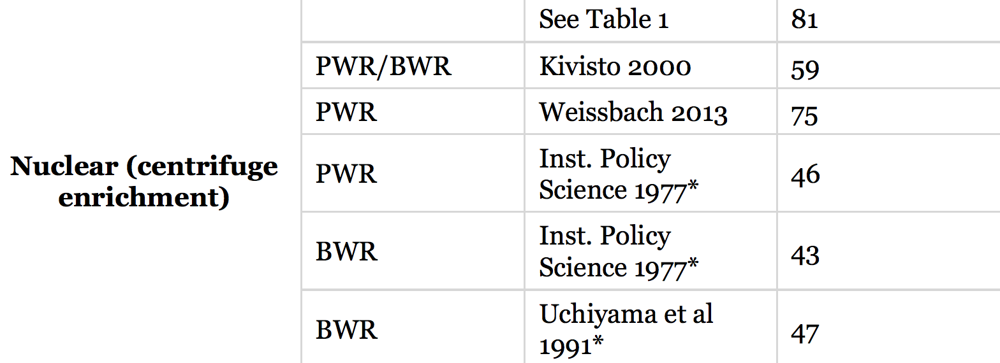 See Table 1 81
PWR/BWR Kivisto 2000 59
PWR Weissbach 2013 75
Nuclear (centrifuge
enrichment)
PWR Inst. Policy
Science 1977* 46
BWR Inst. Policy
Science 1977* 43
BWR Uchiyama et al
1991* 47